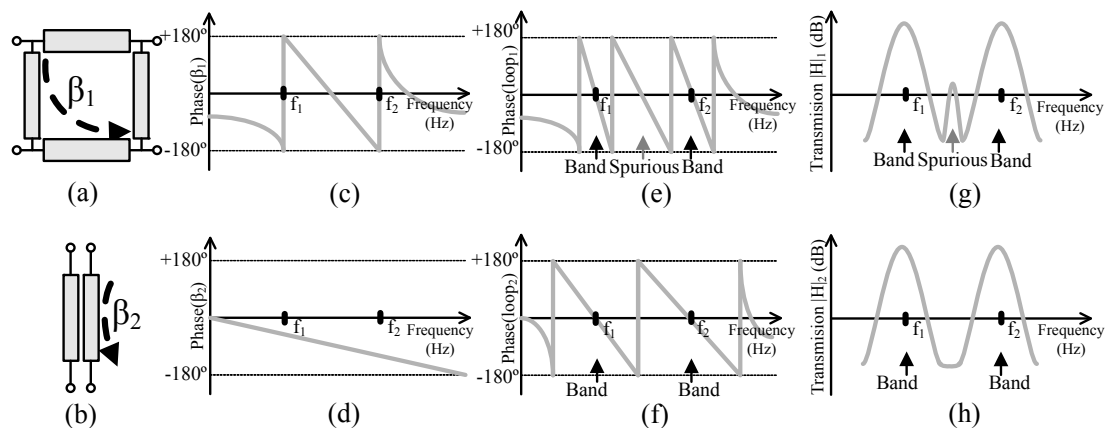 β1
(a)
+180º
-180º
Phase(β1)
f1
f2
Frequency
(Hz)
(c)
+180º
-180º
Phase(loop1)
f1
f2
Frequency
(Hz)
Band Spurious Band
(e)
Transmision |H|1 (dB)
f1
f2
Frequency
(Hz)
Band Spurious Band
(g)
β2
(b)
+180º
-180º
Phase(β2)
f1
f2
Frequency
(Hz)
(d)
+180º
-180º
Phase(loop2)
f1
f2
Frequency
(Hz)
Band Band
(f)
Transmision |H|2 (dB)
f1
f2
Frequency
(Hz)
Band Band
(h)